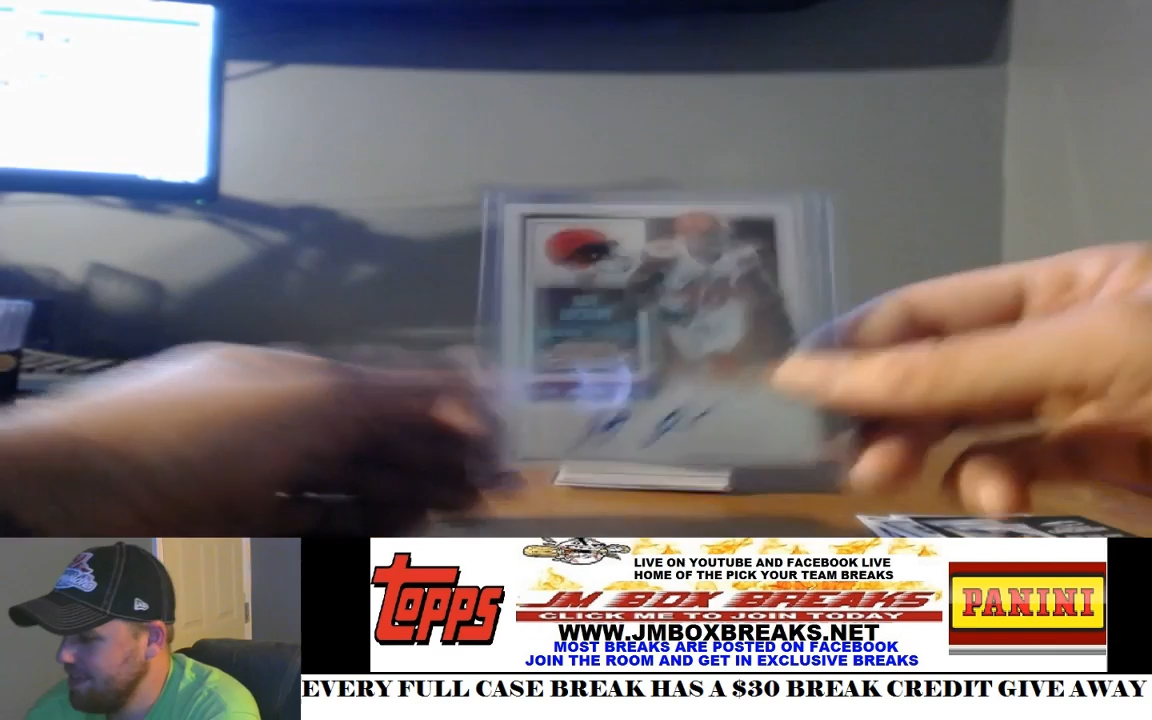 LIVE ON YOUTUBE AND FACEBOOK LIVE
HOME OF THE PICK YOUR TEAM BREAKS
topps
JM BOX BREAKS
PANINI
CLICK ME TO JOIN TODAY
WWW.JMBOXBREAKS.NET
MOST BREAKS ARE POSTED ON FACEBOOK
JOIN THE ROOM AND GET IN EXCLUSIVE BREAKS
EVERY FULL CASE BREAK HAS A $30 BREAK CREDIT GIVE AWAY